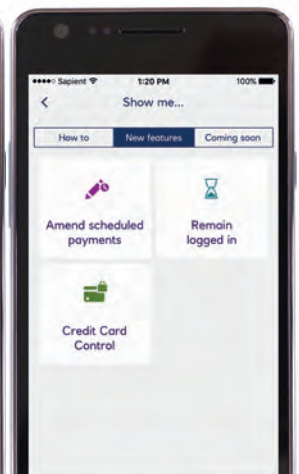 ●●●●○ Sapient 1:20 PM 100%
Show me...
How to New features Coming soon
Amend scheduled
payments
Remain
logged in
Credit Card
Control